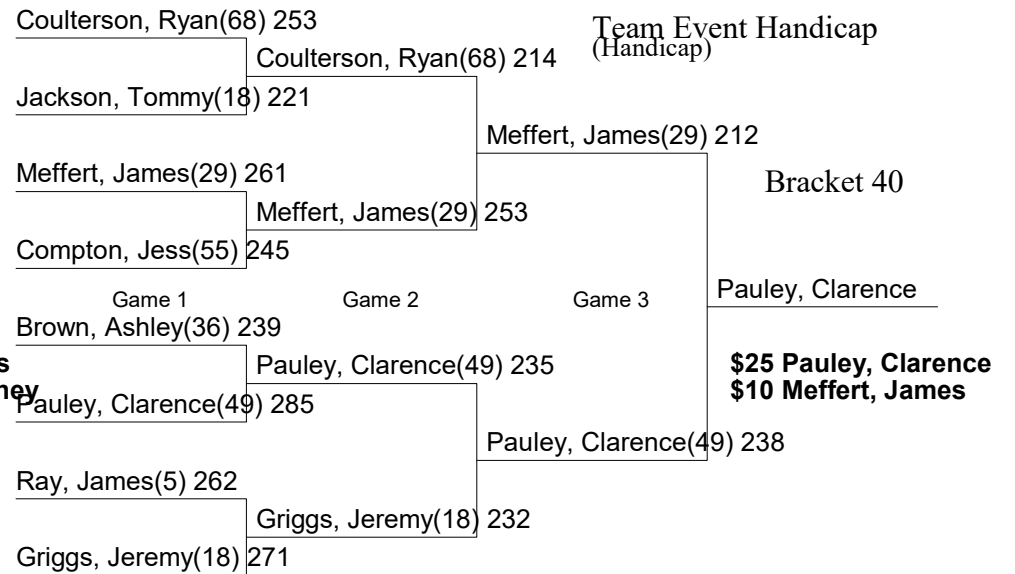 Coulterson, Ryan(68) 253
Team Event Handicap
(Handicap)
Coulterson, Ryan(68) 214
Jackson, Tommy(18) 221
Meffert, James(29) 212
Meffert, James(29) 261
Bracket 40
Meffert, James(29) 253
Compton, Jess(55) 245
Game 1
Game 2
Game 3
Pauley, Clarence
Brown, Ashley(36) 239
s
Pauley, Clarence(49) 235
$25 Pauley, Clarence
ney
$10 Meffert, James
Pauley, Clarence(49) 285
Pauley, Clarence(49) 238
Ray, James(5) 262
Griggs, Jeremy(18) 232
Griggs, Jeremy(18) 271